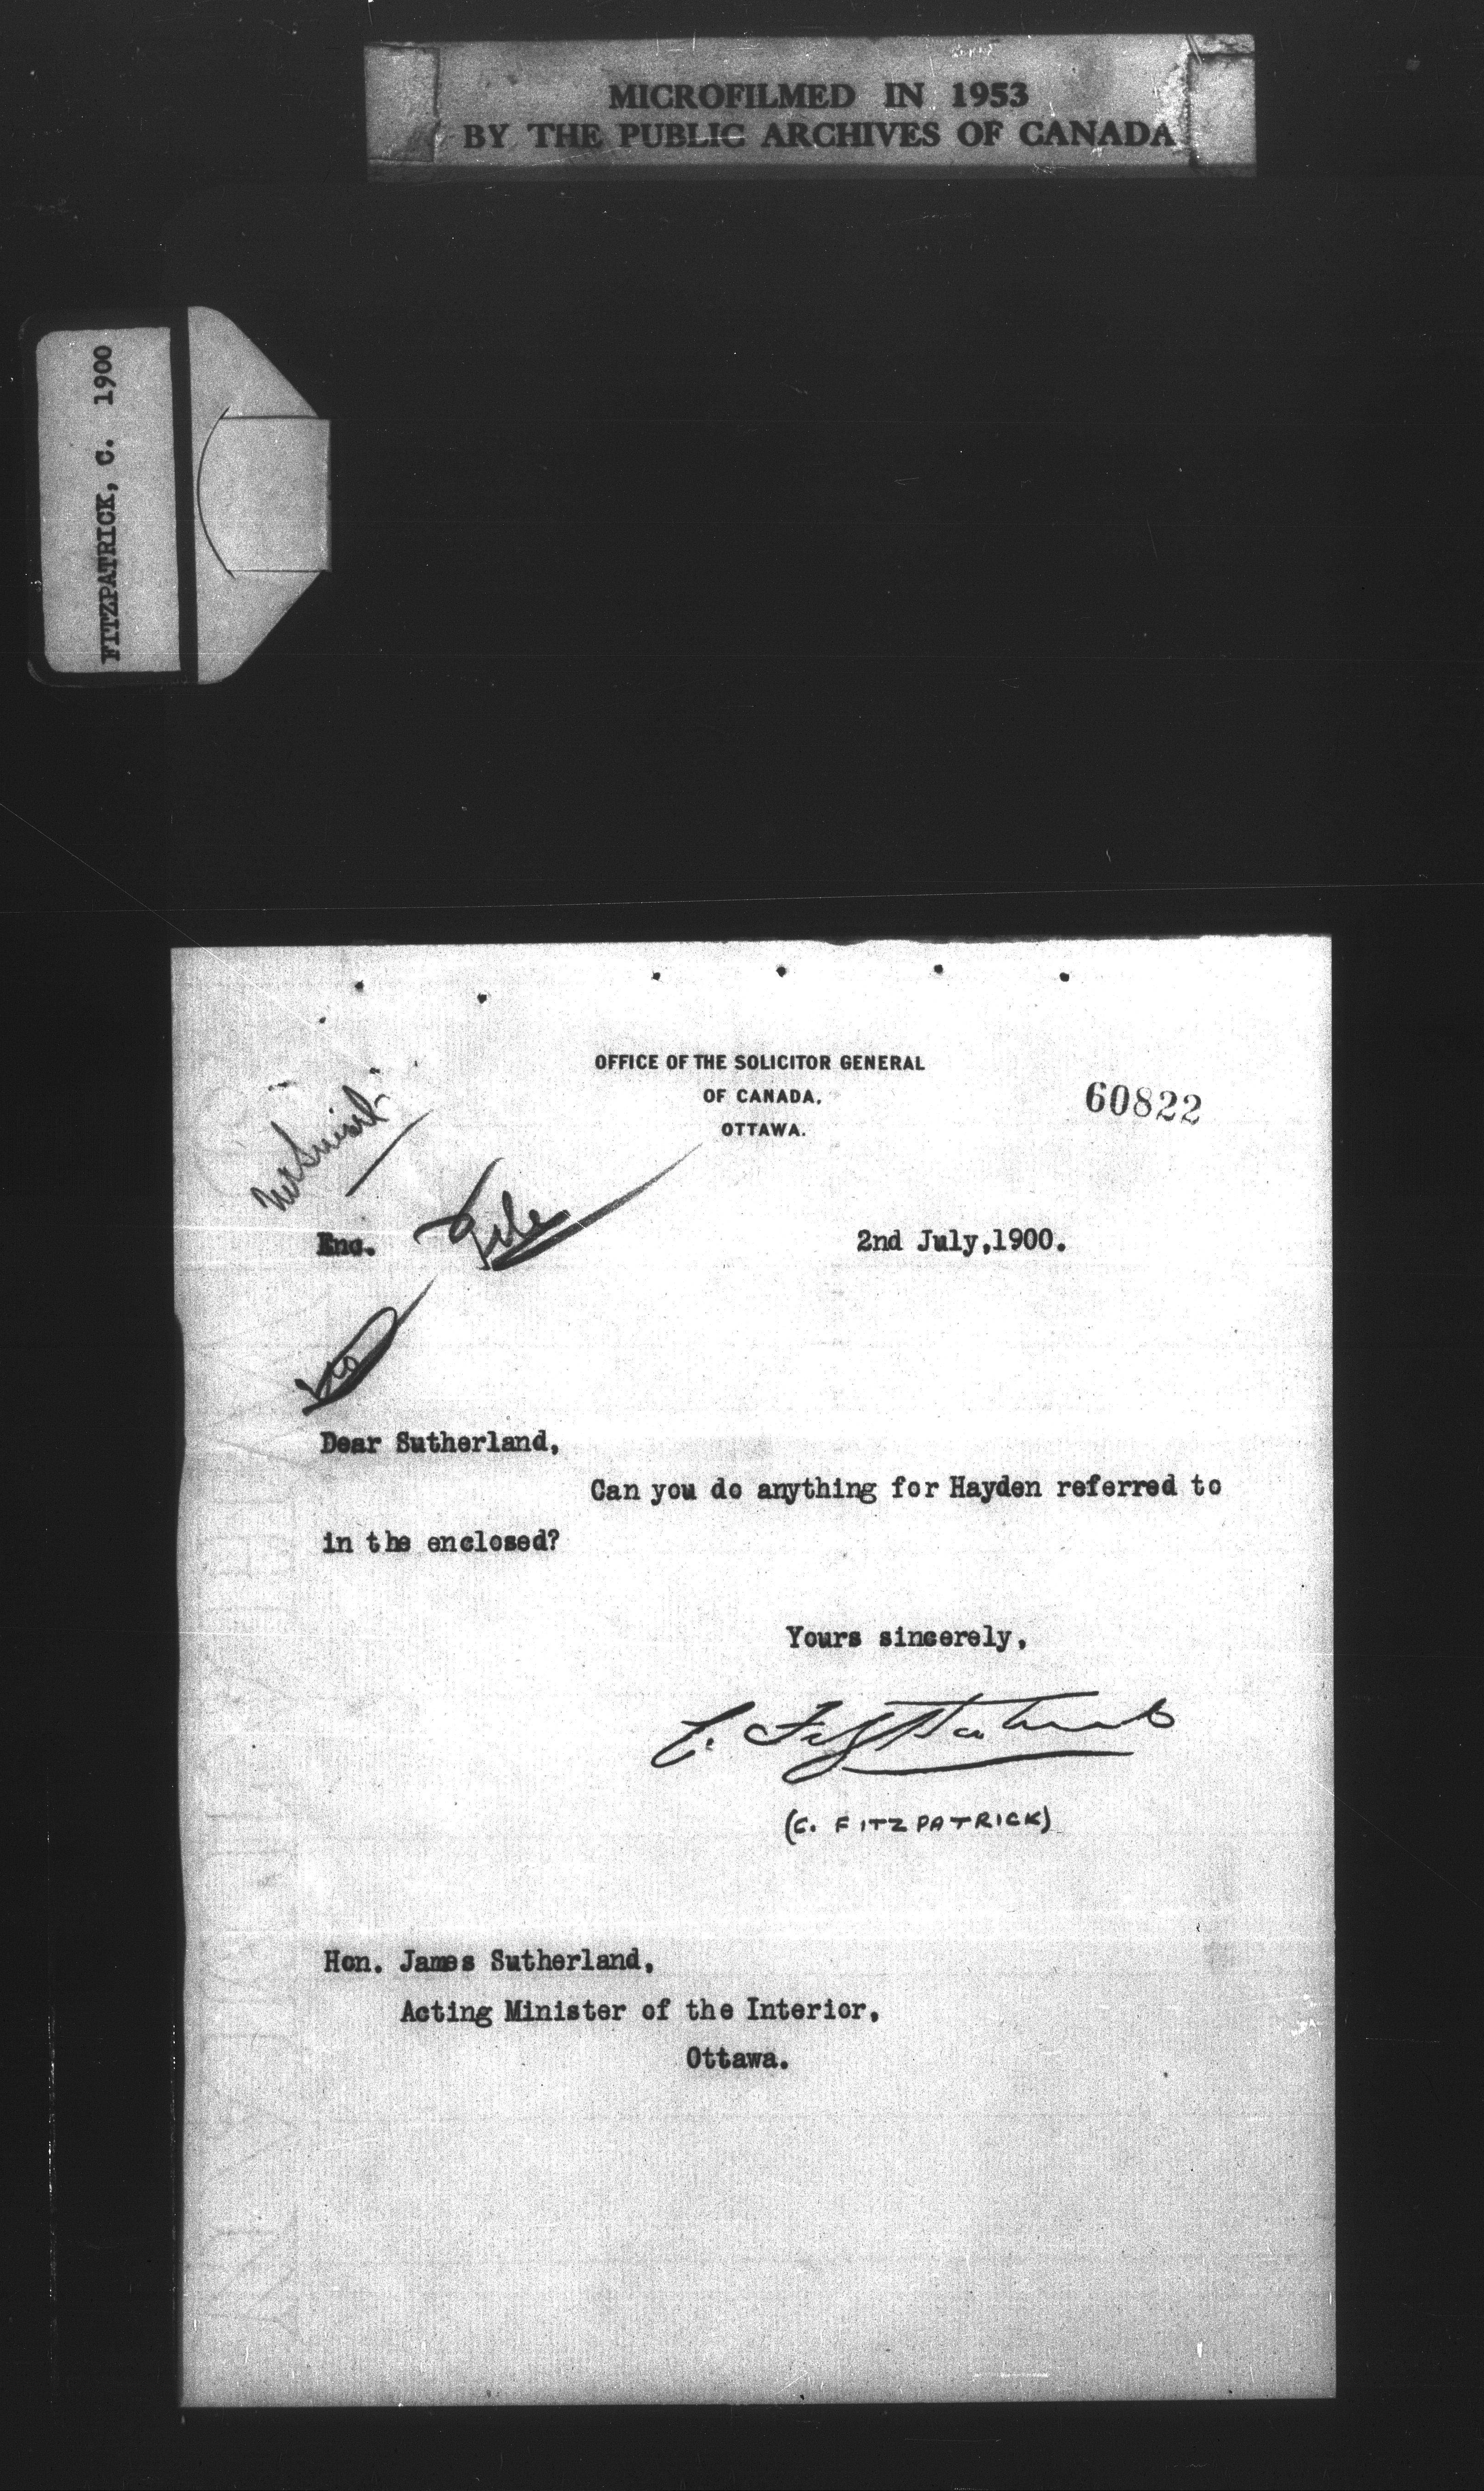 MICROFILMED IN 1953
BY THE PUBLIC ARCHIVES OF CANADA
FITZPATRICK, C. 1900
OFFICE OF THE SOLICITOR GENERAL
OF CANADA.
OTTAWA.
60822
File
Enc.
2nd July,1900.
Dear Sutherland,
Can you do anything for Hayden referred to
in the enclosed?
Yours sincerely,
C. Fitzpatrick
(C. FITZPATRICK)
Hon. James Sutherland,
Acting Minister of the Interior,
Ottawa.